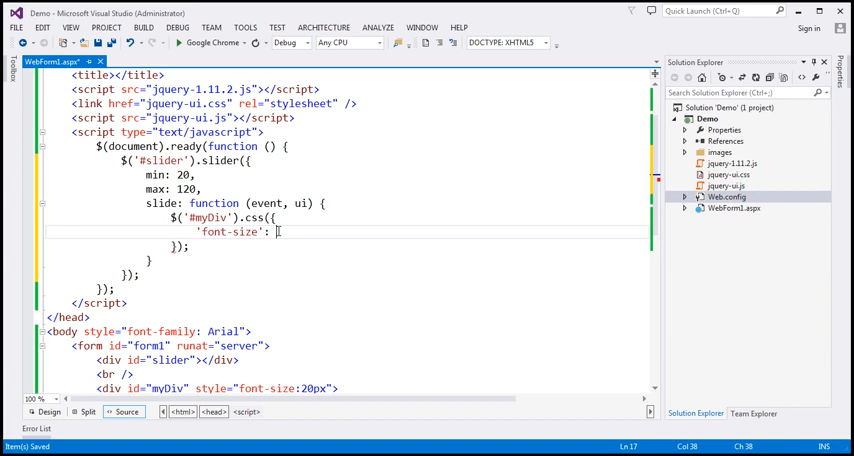 Demo - Microsoft Visual Studio (Administrator)
Quick Launch (Ctrl+Q)
FILE EDIT VIEW PROJECT BUILD DEBUG TEAM TOOLS TEST ARCHITECTURE ANALYZE WINDOW HELP
Sign in
Google Chrome Debug Any CPU DOCTYPE: XHTML5
Toolbox
WebForm1.aspx*
<title></title>
<script src="jquery-1.11.2.js"></script>
<link href="jquery-ui.css" rel="stylesheet" />
<script src="jquery-ui.js"></script>
<script type="text/javascript">
$(document).ready(function () {
$('#slider').slider({
min: 20,
max: 120,
slide: function (event, ui) {
$('#myDiv').css({
'font-size':
});
}
});
});
</script>
</head>
<body style="font-family: Arial">
<form id="form1" runat="server">
<div id="slider"></div>
<br />
<div id="myDiv" style="font-size:20px">
100 %
Design Split Source <html> <head> <script>
Solution Explorer
Search Solution Explorer (Ctrl+;)
Solution 'Demo' (1 project)
Demo
Properties
References
images
jquery-1.11.2.js
jquery-ui.css
jquery-ui.js
Web.config
WebForm1.aspx
Solution Explorer Team Explorer
Properties
Error List
Item(s) Saved Ln 17 Col 38 Ch 38 INS